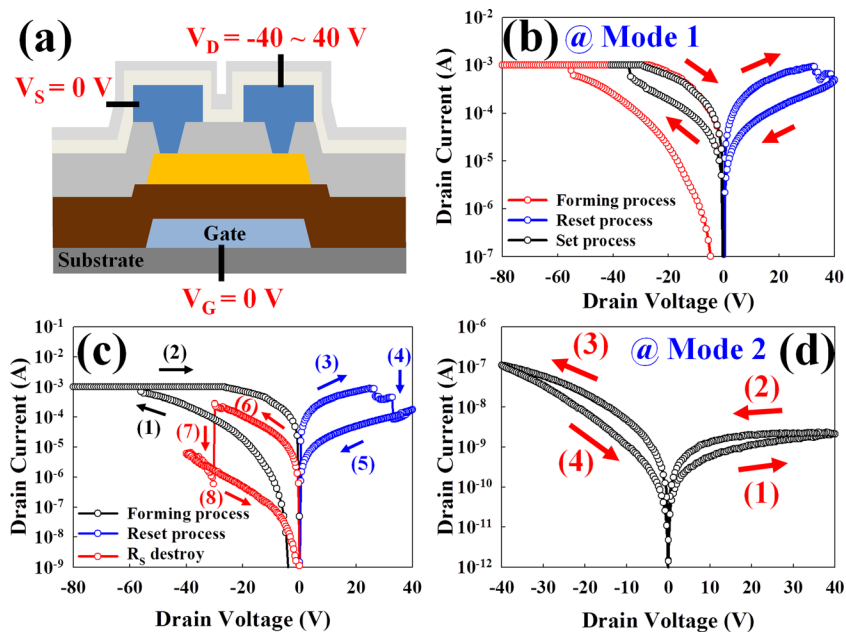 (a)
V_D = -40 ~ 40 V
V_S = 0 V
Gate
Substrate
V_G = 0 V
(b)
@ Mode 1
Drain Current (A)
10^-2
10^-3
10^-4
10^-5
10^-6
10^-7
Forming process
Reset process
Set process
-80 -60 -40 -20 0 20 40
Drain Voltage (V)
(c)
Drain Current (A)
10^-1
10^-2
10^-3
10^-4
10^-5
10^-6
10^-7
10^-8
10^-9
(2)
(3)
(4)
(1)
(6)
(7)
(5)
(8)
Forming process
Reset process
R_S destroy
-80 -60 -40 -20 0 20 40
Drain Voltage (V)
@ Mode 2
(d)
Drain Current (A)
10^-6
10^-7
10^-8
10^-9
10^-10
10^-11
10^-12
(3)
(2)
(4)
(1)
-40 -30 -20 -10 0 10 20 30 40
Drain Voltage (V)